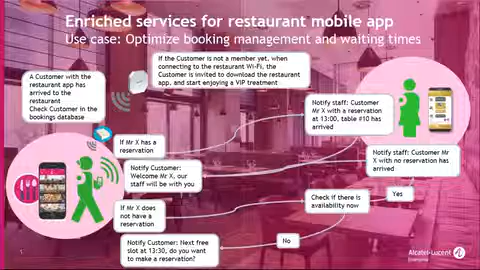 Enriched services for restaurant mobile app
Use case: Optimize booking management and waiting times
If the Customer is not a member yet, when
connecting to the restaurant Wi-Fi, the
Customer is invited to download the restaurant
app, and start enjoying a VIP treatment
A Customer with the
restaurant app has
arrived to the
restaurant
Check Customer in the
bookings database
Notify staff: Customer
Mr X with a reservation
at 13:00, table #10 has
arrived
If Mr X has a
reservation
Notify Customer:
Welcome Mr X, our
staff will be with you
Notify staff: Customer Mr
X with no reservation has
arrived
If Mr X does
not have a
reservation
Check if there is
availability now
Yes
No
Notify Customer: Next free
slot at 13:30, do you want
to make a reservation?
Alcatel-Lucent
Enterprise